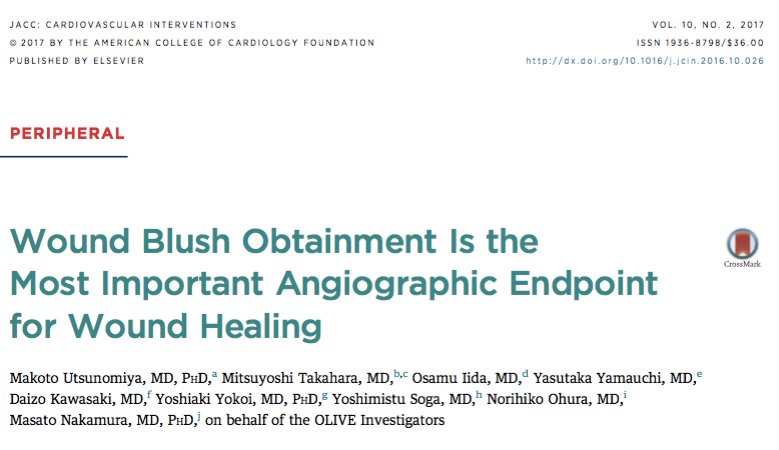 JACC: CARDIOVASCULAR INTERVENTIONS
VOL. 10, NO. 2, 2017
© 2017 BY THE AMERICAN COLLEGE OF CARDIOLOGY FOUNDATION
ISSN 1936-8798/$36.00
PUBLISHED BY ELSEVIER
http://dx.doi.org/10.1016/j.jcin.2016.10.026
PERIPHERAL
Wound Blush Obtainment Is the
Most Important Angiographic Endpoint
for Wound Healing
CrossMark
Makoto Utsunomiya, MD, PhD,a Mitsuyoshi Takahara, MD,b,c Osamu Iida, MD,d Yasutaka Yamauchi, MD,e
Daizo Kawasaki, MD,f Yoshiaki Yokoi, MD, PhD,g Yoshimistu Soga, MD,h Norihiko Ohura, MD,i
Masato Nakamura, MD, PhD,j on behalf of the OLIVE Investigators